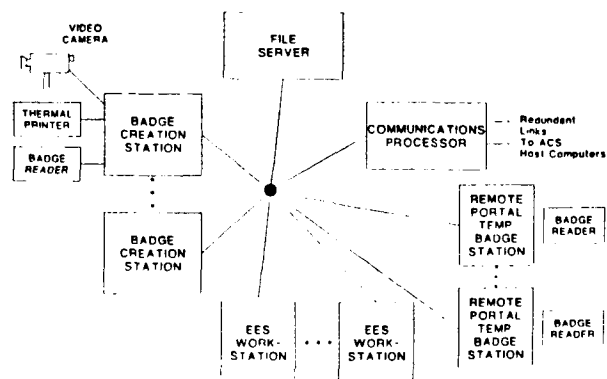 VIDEO
CAMERA
THERMAL
PRINTER
BADGE
READER
BADGE
CREATION
STATION
BADGE
CREATION
STATION
FILE
SERVER
COMMUNICATIONS
PROCESSOR
Redundant
Links
To ACS
Host Computers
REMOTE
PORTAL
TEMP
BADGE
STATION
BADGE
READER
REMOTE
PORTAL
TEMP
BADGE
STATION
BADGE
READER
EES
WORK-
STATION
EES
WORK-
STATION